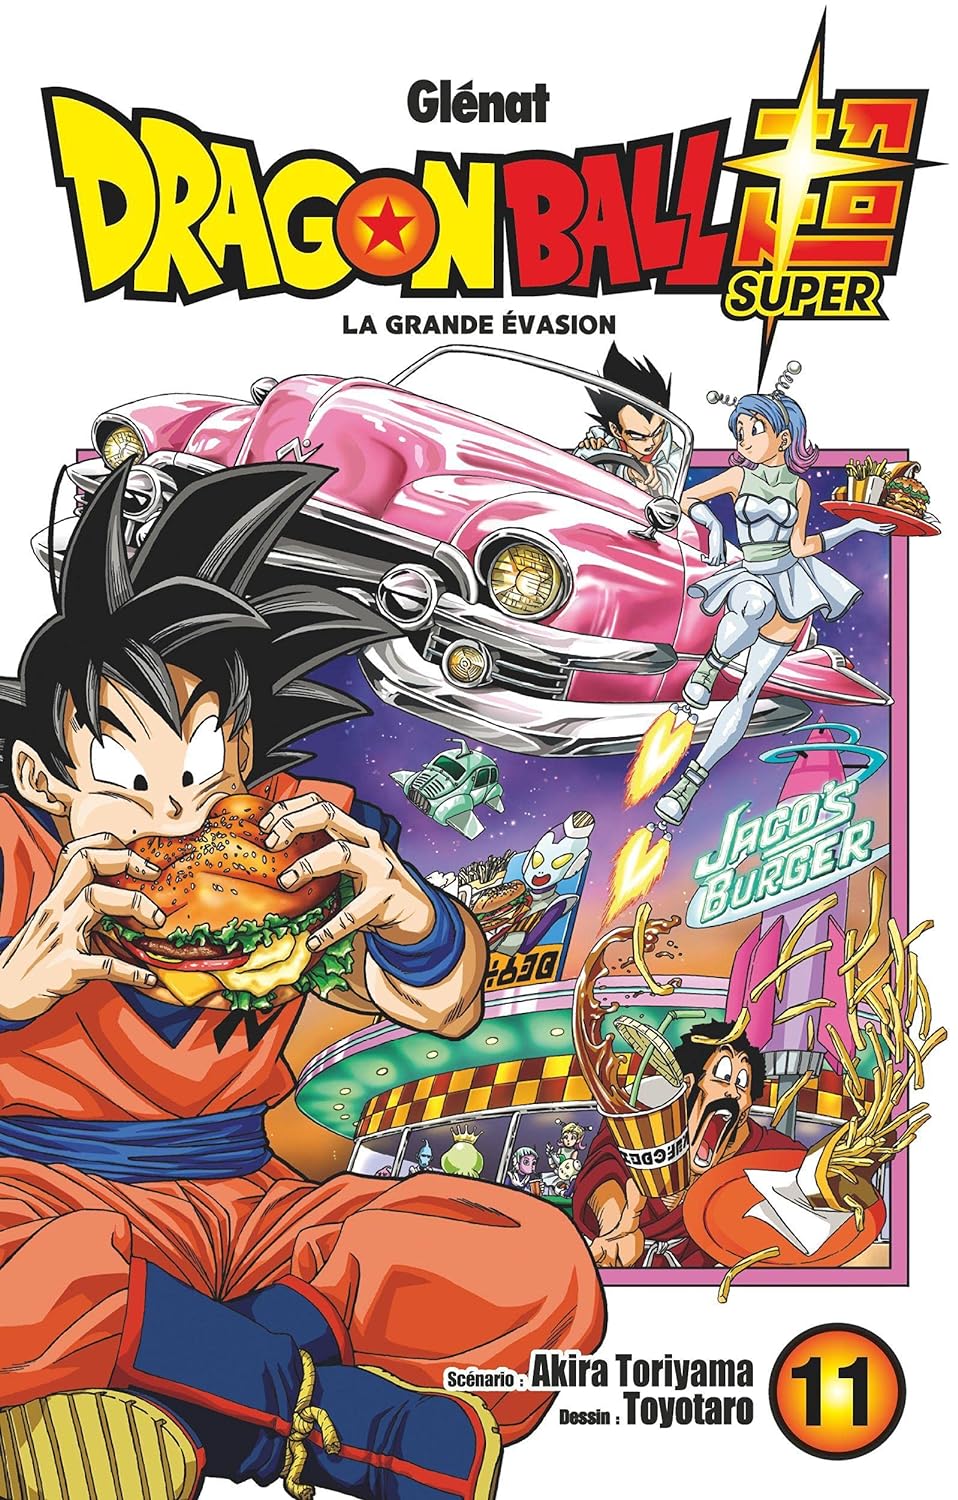 Glénat
DRAGON BALL 超
SUPER
LA GRANDE ÉVASION
JACO'S
BURGER
Scénario : Akira Toriyama
Dessin : Toyotaro
11